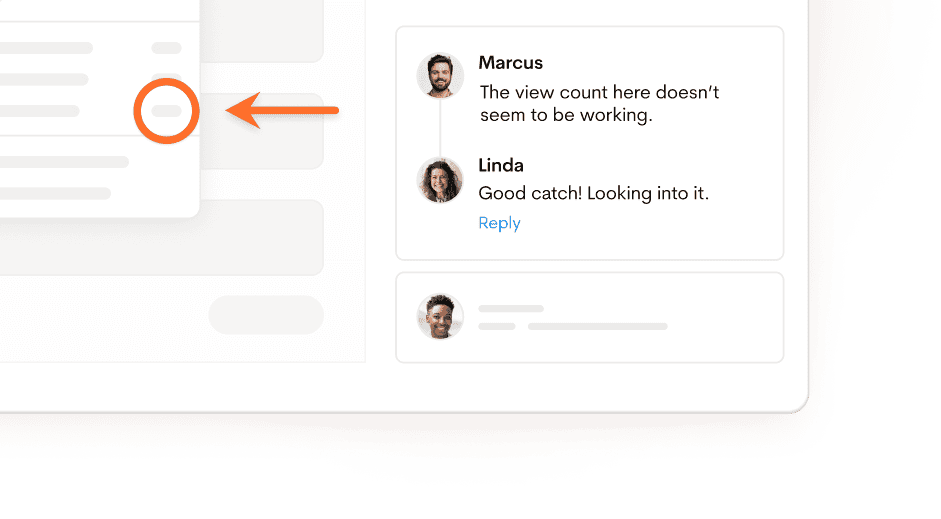 Marcus
The view count here doesn’t
seem to be working.
Linda
Good catch! Looking into it.
Reply